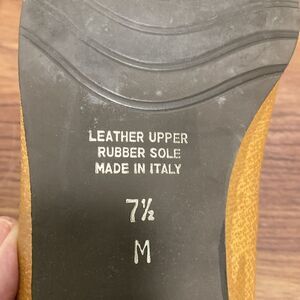 LEATHER UPPER
RUBBER SOLE
MADE IN ITALY
7½
M